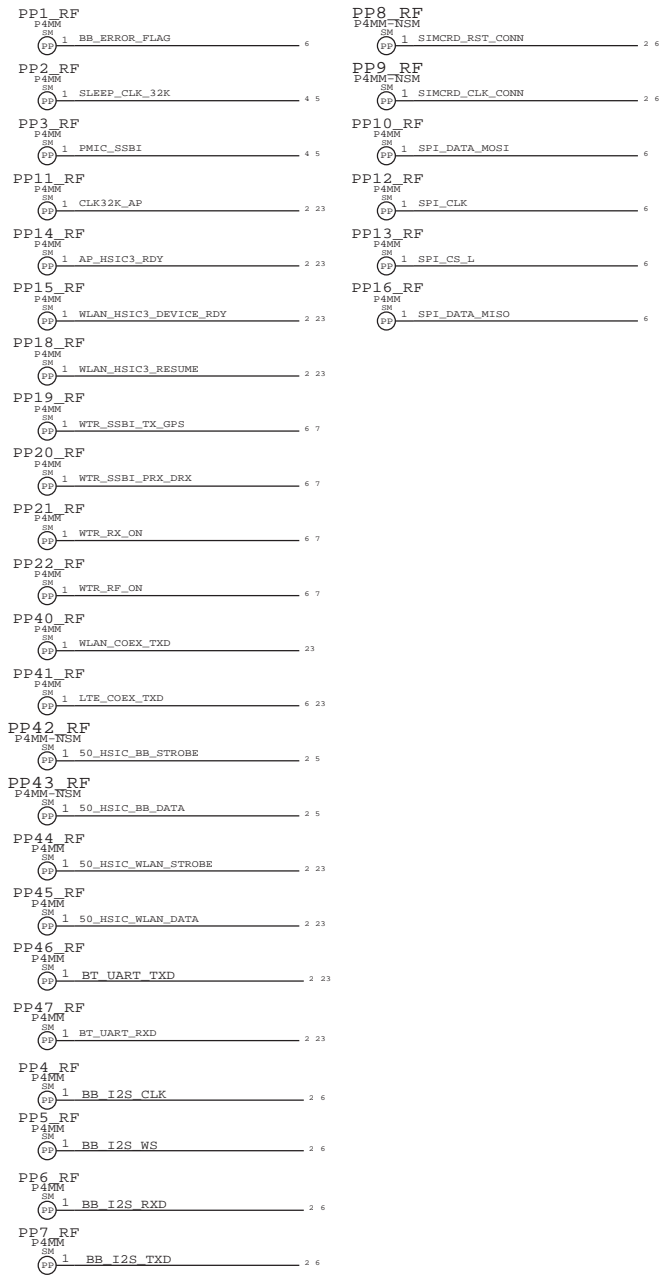 PP1_RF
P4MM
SM
PP 1 BB_ERROR_FLAG 6
PP2_RF
P4MM
SM
PP 1 SLEEP_CLK_32K 4 5
PP3_RF
P4MM
SM
PP 1 PMIC_SSBI 4 5
PP11_RF
P4MM
SM
PP 1 CLK32K_AP 2 23
PP14_RF
P4MM
SM
PP 1 AP_HSIC3_RDY 2 23
PP15_RF
P4MM
SM
PP 1 WLAN_HSIC3_DEVICE_RDY 2 23
PP18_RF
P4MM
SM
PP 1 WLAN_HSIC3_RESUME 2 23
PP19_RF
P4MM
SM
PP 1 WTR_SSBI_TX_GPS 6 7
PP20_RF
P4MM
SM
PP 1 WTR_SSBI_PRX_DRX 6 7
PP21_RF
P4MM
SM
PP 1 WTR_RX_ON 6 7
PP22_RF
P4MM
SM
PP 1 WTR_RF_ON 6 7
PP40_RF
P4MM
SM
PP 1 WLAN_COEX_TXD 23
PP41_RF
P4MM
SM
PP 1 LTE_COEX_TXD 6 23
PP42_RF
P4MM-NSM
SM
PP 1 50_HSIC_BB_STROBE 2 5
PP43_RF
P4MM-NSM
SM
PP 1 50_HSIC_BB_DATA 2 5
PP44_RF
P4MM
SM
PP 1 50_HSIC_WLAN_STROBE 2 23
PP45_RF
P4MM
SM
PP 1 50_HSIC_WLAN_DATA 2 23
PP46_RF
P4MM
SM
PP 1 BT_UART_TXD 2 23
PP47_RF
P4MM
SM
PP 1 BT_UART_RXD 2 23
PP4_RF
P4MM
SM
PP 1 BB_I2S_CLK 2 6
PP5_RF
P4MM
SM
PP 1 BB_I2S_WS 2 6
PP6_RF
P4MM
SM
PP 1 BB_I2S_RXD 2 6
PP7_RF
P4MM
SM
PP 1 BB_I2S_TXD 2 6
PP8_RF
P4MM-NSM
SM
PP 1 SIMCRD_RST_CONN 2 6
PP9_RF
P4MM-NSM
SM
PP 1 SIMCRD_CLK_CONN 2 6
PP10_RF
P4MM
SM
PP 1 SPI_DATA_MOSI 6
PP12_RF
P4MM
SM
PP 1 SPI_CLK 6
PP13_RF
P4MM
SM
PP 1 SPI_CS_L 6
PP16_RF
P4MM
SM
PP 1 SPI_DATA_MISO 6